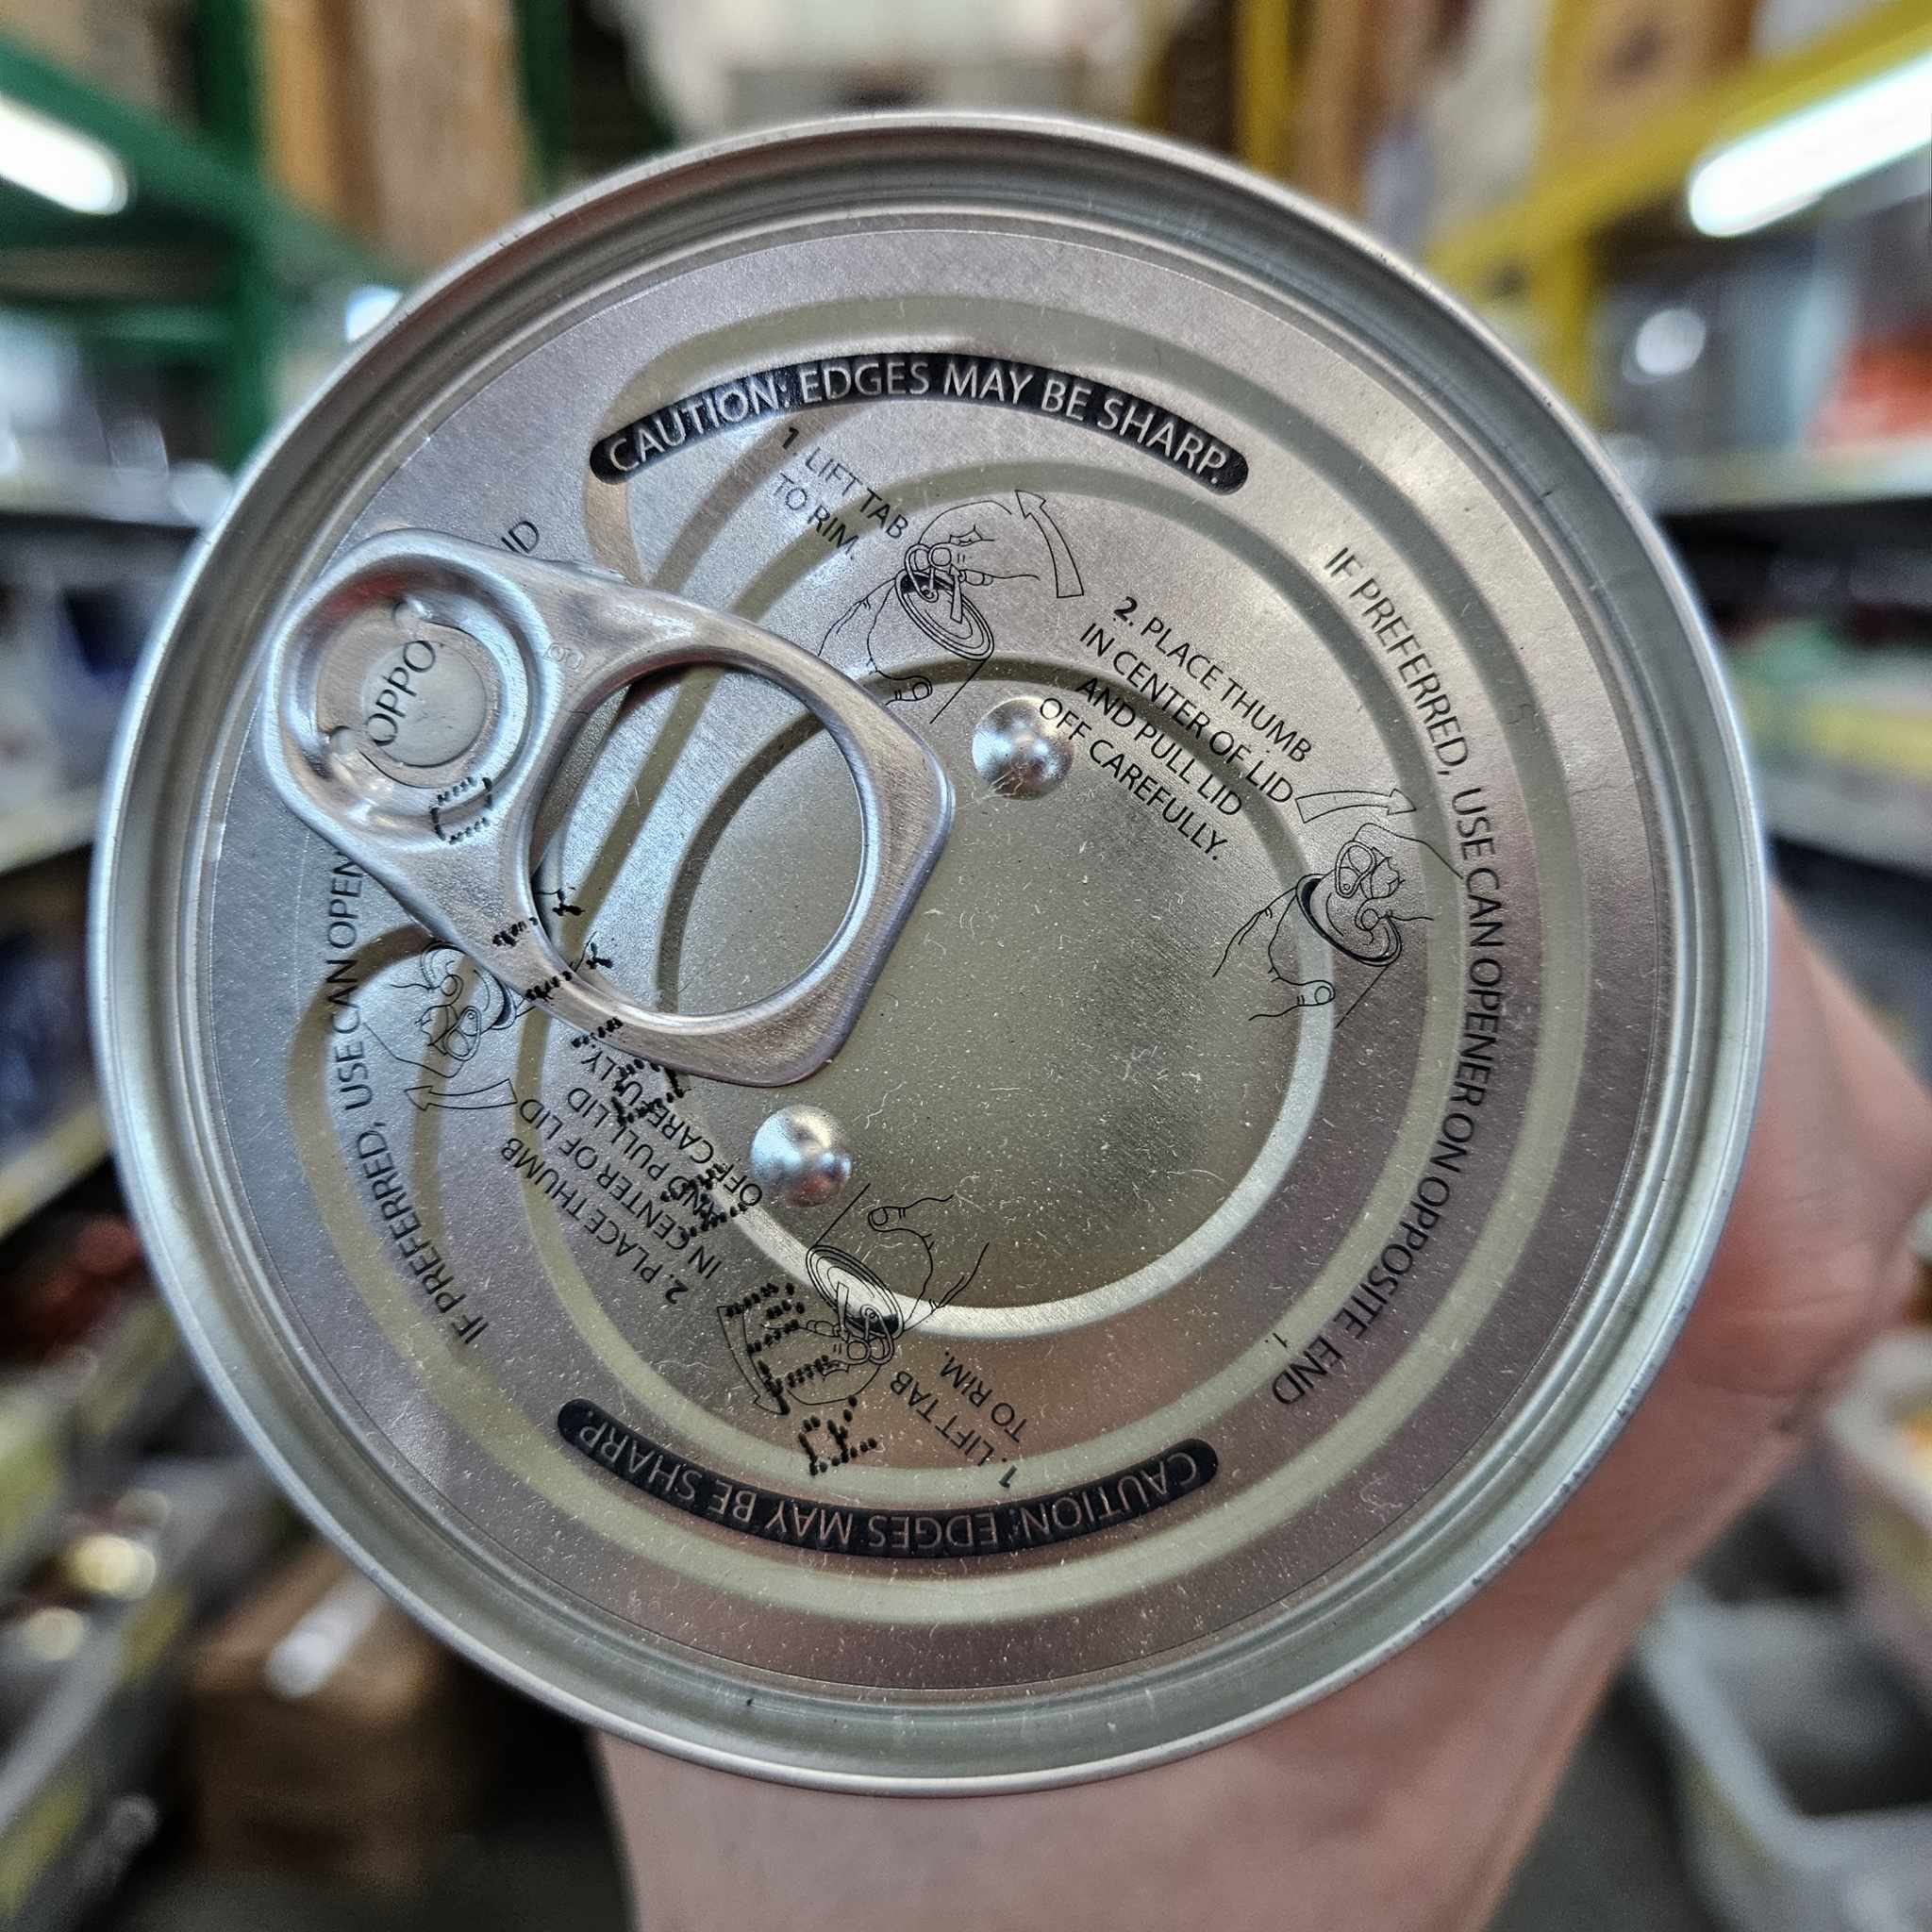 CAUTION: EDGES MAY BE SHARP.
1 LIFT TAB
TO RIM.
2. PLACE THUMB
IN CENTER OF LID
AND PULL LID
OFF CAREFULLY.
IF PREFERRED, USE CAN OPENER ON OPPOSITE END
1.
ID
OPPO
IF PREFERRED, USE CAN OPEN
2. PLACE THUMB
IN CENTER OF LID
AND PULL LID
OFF CAREFULLY.
1. LIFT TAB
TO RIM.
CAUTION: EDGES MAY BE SHARP.